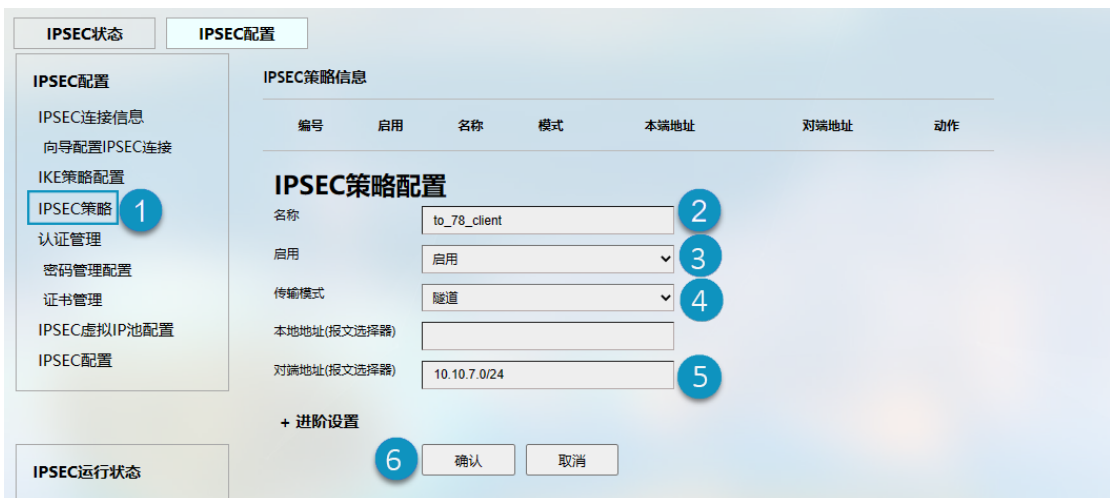 IPSEC状态 IPSEC配置
IPSEC配置
IPSEC连接信息
向导配置IPSEC连接
IKE策略配置
IPSEC策略 1
认证管理
密码管理配置
证书管理
IPSEC虚拟IP池配置
IPSEC配置
IPSEC运行状态
IPSEC策略信息
编号 启用 名称 模式 本端地址 对端地址 动作
IPSEC策略配置
名称 to_78_client 2
启用 启用 3
传输模式 隧道 4
本地地址(报文选择器)
对端地址(报文选择器) 10.10.7.0/24 5
+ 进阶设置
6 确认 取消